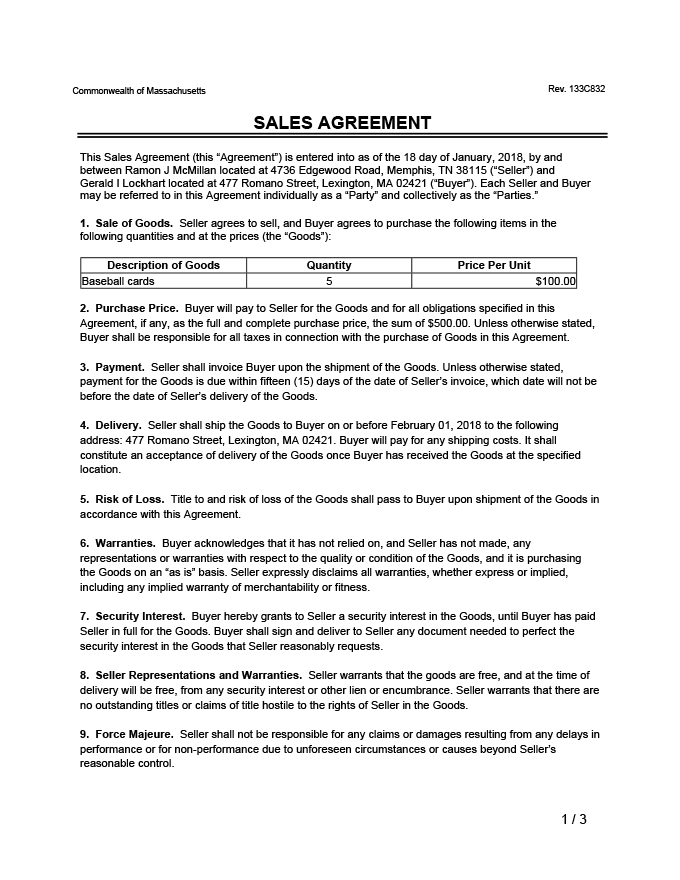 Commonwealth of Massachusetts
Rev. 133C832
SALES AGREEMENT
This Sales Agreement (this “Agreement”) is entered into as of the 18 day of January, 2018, by and
between Ramon J McMillan located at 4736 Edgewood Road, Memphis, TN 38115 (“Seller”) and
Gerald I Lockhart located at 477 Romano Street, Lexington, MA 02421 (“Buyer”). Each Seller and Buyer
may be referred to in this Agreement individually as a “Party” and collectively as the “Parties.”
1. Sale of Goods. Seller agrees to sell, and Buyer agrees to purchase the following items in the
following quantities and at the prices (the “Goods”):
Description of Goods Quantity Price Per Unit
Baseball cards 5 $100.00
2. Purchase Price. Buyer will pay to Seller for the Goods and for all obligations specified in this
Agreement, if any, as the full and complete purchase price, the sum of $500.00. Unless otherwise stated,
Buyer shall be responsible for all taxes in connection with the purchase of Goods in this Agreement.
3. Payment. Seller shall invoice Buyer upon the shipment of the Goods. Unless otherwise stated,
payment for the Goods is due within fifteen (15) days of the date of Seller’s invoice, which date will not be
before the date of Seller’s delivery of the Goods.
4. Delivery. Seller shall ship the Goods to Buyer on or before February 01, 2018 to the following
address: 477 Romano Street, Lexington, MA 02421. Buyer will pay for any shipping costs. It shall
constitute an acceptance of delivery of the Goods once Buyer has received the Goods at the specified
location.
5. Risk of Loss. Title to and risk of loss of the Goods shall pass to Buyer upon shipment of the Goods in
accordance with this Agreement.
6. Warranties. Buyer acknowledges that it has not relied on, and Seller has not made, any
representations or warranties with respect to the quality or condition of the Goods, and it is purchasing
the Goods on an “as is” basis. Seller expressly disclaims all warranties, whether express or implied,
including any implied warranty of merchantability or fitness.
7. Security Interest. Buyer hereby grants to Seller a security interest in the Goods, until Buyer has paid
Seller in full for the Goods. Buyer shall sign and deliver to Seller any document needed to perfect the
security interest in the Goods that Seller reasonably requests.
8. Seller Representations and Warranties. Seller warrants that the goods are free, and at the time of
delivery will be free, from any security interest or other lien or encumbrance. Seller warrants that there are
no outstanding titles or claims of title hostile to the rights of Seller in the Goods.
9. Force Majeure. Seller shall not be responsible for any claims or damages resulting from any delays in
performance or for non-performance due to unforeseen circumstances or causes beyond Seller’s
reasonable control.
1 / 3